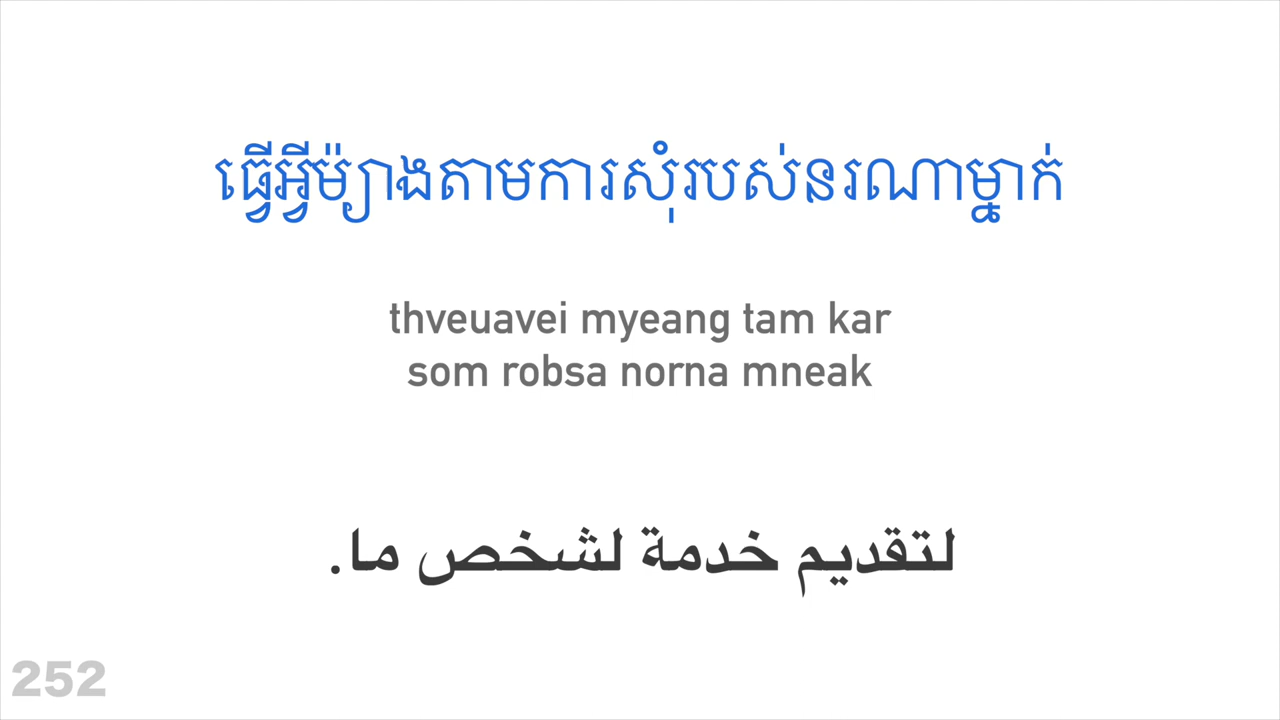 ធ្វើអ្វីម៉្យាងតាមការសុំរបស់នរណាម្នាក់
thveuavei myeang tam kar
som robsa norna mneak
لتقديم خدمة لشخص ما.
252